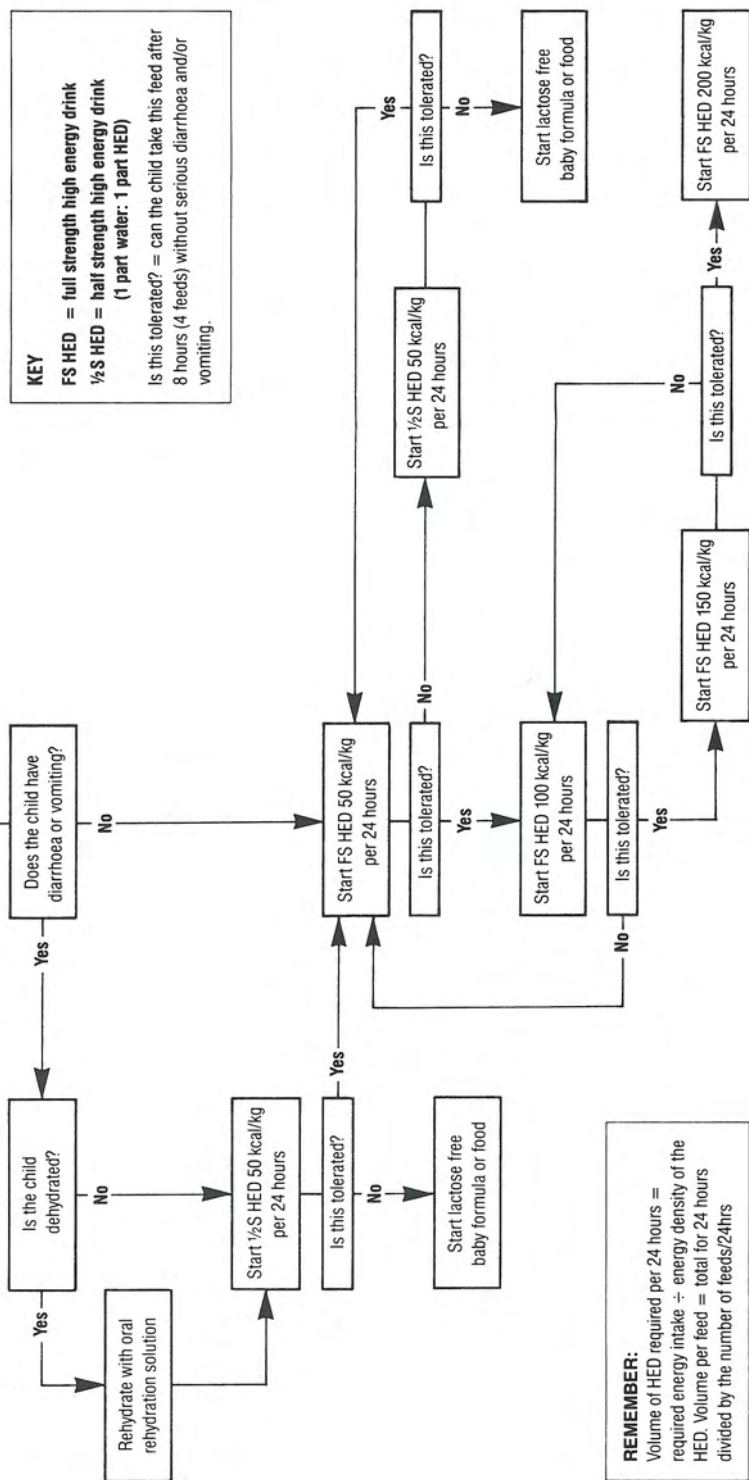 KEY
FS HED = full strength high energy drink
½S HED = half strength high energy drink
(1 part water: 1 part HED)
Is this tolerated? = can the child take this feed after
8 hours (4 feeds) without serious diarrhoea and/or
vomiting.
Does the child have
diarrhoea or vomiting?
Yes
No
Is the child
dehydrated?
Yes
No
Rehydrate with oral
rehydration solution
Start ½S HED 50 kcal/kg
per 24 hours
Is this tolerated?
Yes
No
Start lactose free
baby formula or food
Start FS HED 50 kcal/kg
per 24 hours
Is this tolerated?
No
Yes
Start ½S HED 50 kcal/kg
per 24 hours
Is this tolerated?
Yes
No
Start lactose free
baby formula or food
Start FS HED 100 kcal/kg
per 24 hours
Is this tolerated?
No
Yes
Start FS HED 150 kcal/kg
per 24 hours
Is this tolerated?
No
Yes
Start FS HED 200 kcal/kg
per 24 hours
REMEMBER:
Volume of HED required per 24 hours =
required energy intake ÷ energy density of the
HED. Volume per feed = total for 24 hours
divided by the number of feeds/24hrs